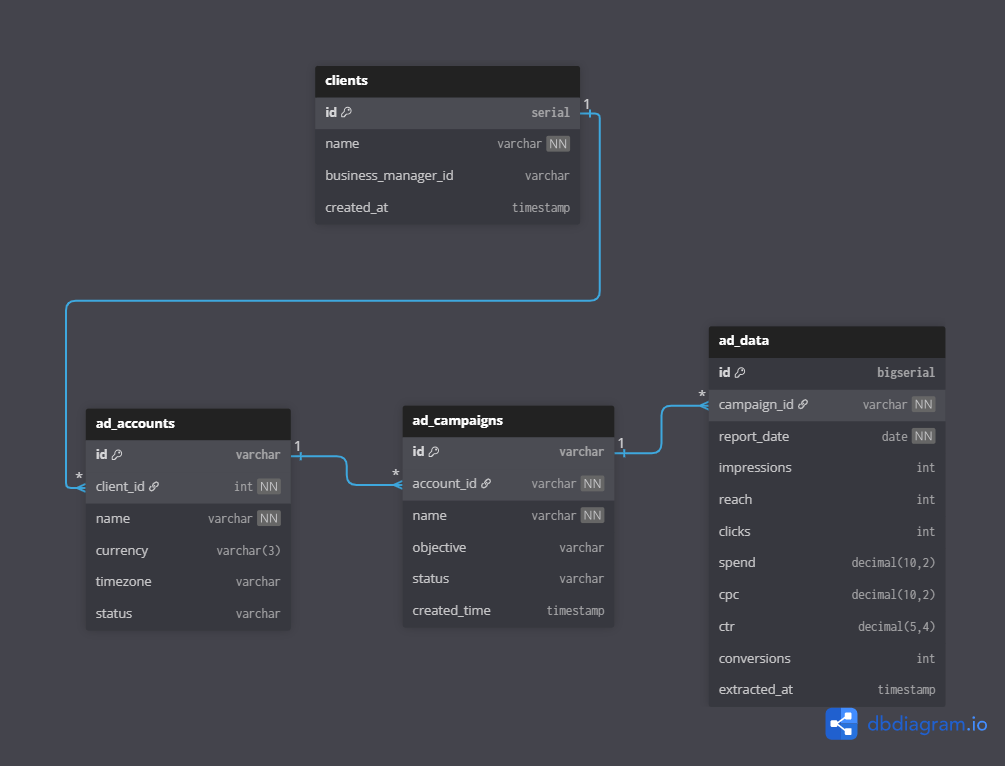 clients
id serial
name varchar NN
business_manager_id varchar
created_at timestamp
1
ad_accounts
id varchar
client_id int NN
name varchar NN
currency varchar(3)
timezone varchar
status varchar
*
1
ad_campaigns
id varchar
account_id varchar NN
name varchar NN
objective varchar
status varchar
created_time timestamp
*
1
ad_data
id bigserial
campaign_id varchar NN
report_date date NN
impressions int
reach int
clicks int
spend decimal(10,2)
cpc decimal(10,2)
ctr decimal(5,4)
conversions int
extracted_at timestamp
*
dbdiagram.io